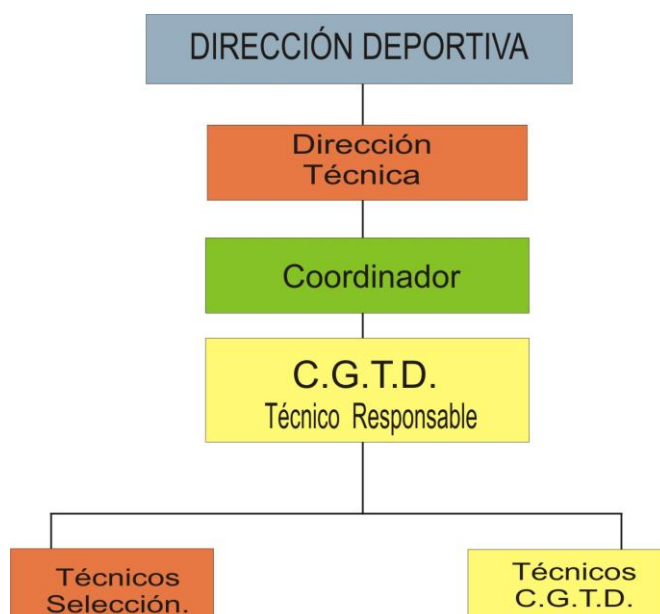 DIRECCIÓN DEPORTIVA
Dirección
Técnica
Coordinador
C.G.T.D.
Técnico Responsable
Técnicos
Selección.
Técnicos
C.G.T.D.